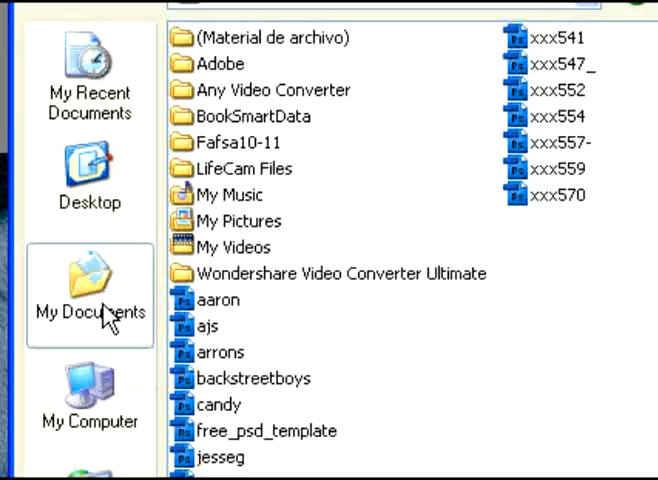 My Recent
Documents
Desktop
My Documents
My Computer
(Material de archivo)
Adobe
Any Video Converter
BookSmartData
Fafsa10-11
LifeCam Files
My Music
My Pictures
My Videos
Wondershare Video Converter Ultimate
aaron
ajs
arrons
backstreetboys
candy
free_psd_template
jesseg
xxx541
xxx547_
xxx552
xxx554
xxx557-
xxx559
xxx570